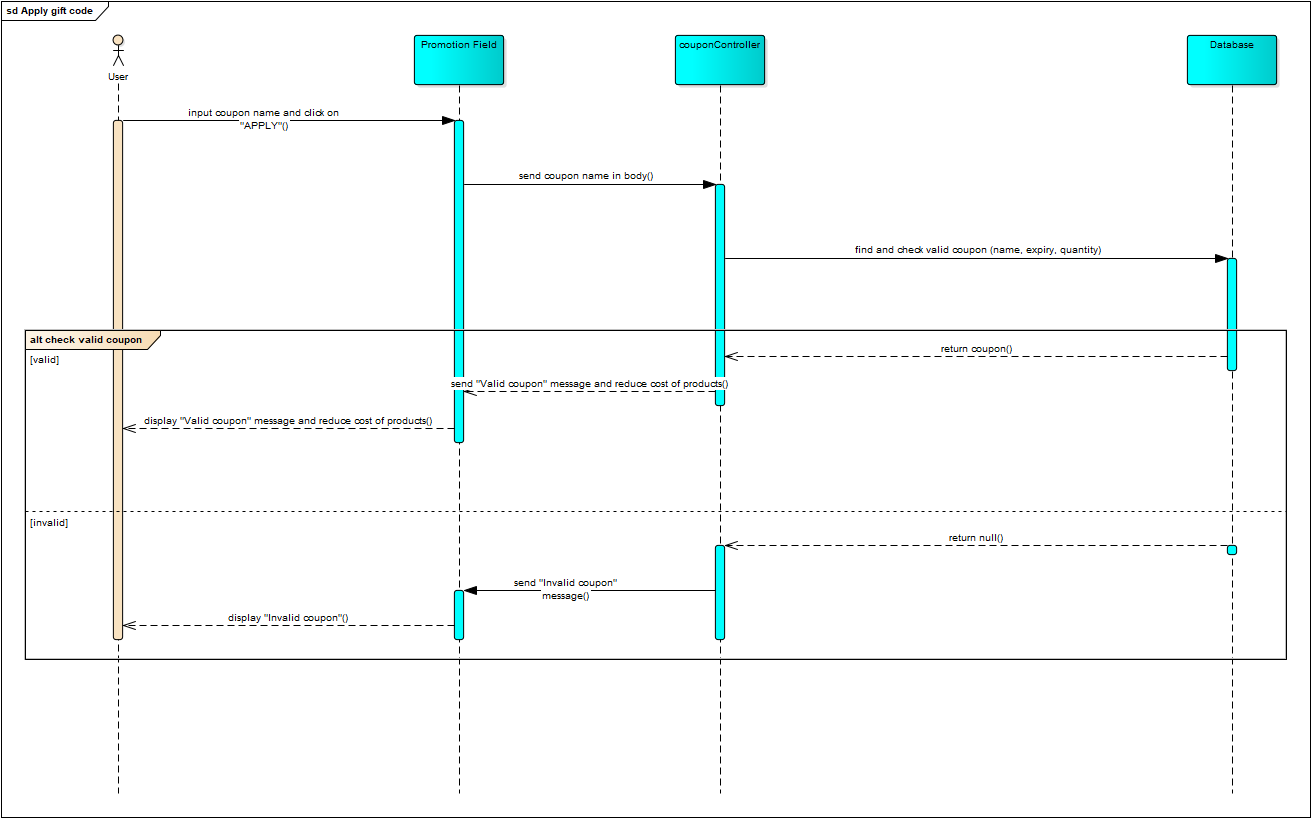 sd Apply gift code
User
Promotion Field
couponController
Database
input coupon name and click on
"APPLY"()
send coupon name in body()
find and check valid coupon (name, expiry, quantity)
alt check valid coupon
[valid]
return coupon()
send "Valid coupon" message and reduce cost of products()
display "Valid coupon" message and reduce cost of products()
[invalid]
return null()
send "Invalid coupon"
message()
display "Invalid coupon"()